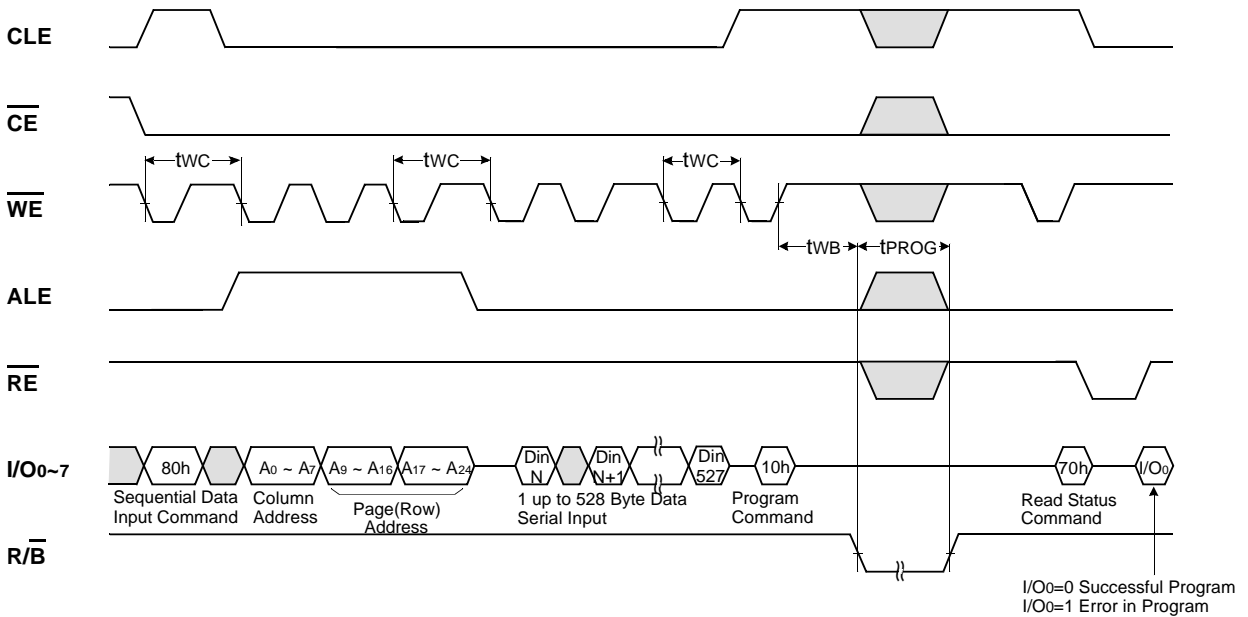 CLE
CE
tWC tWC tWC
WE
tWB tPROG
ALE
RE
I/O0~7 80h A0 ~ A7 A9 ~ A16 A17 ~ A24 Din N Din N+1 Din 527 10h 70h I/O0
Sequential Data Input Command
Column Address
Page(Row) Address
1 up to 528 Byte Data Serial Input
Program Command
Read Status Command
R/B
I/O0=0 Successful Program
I/O0=1 Error in Program